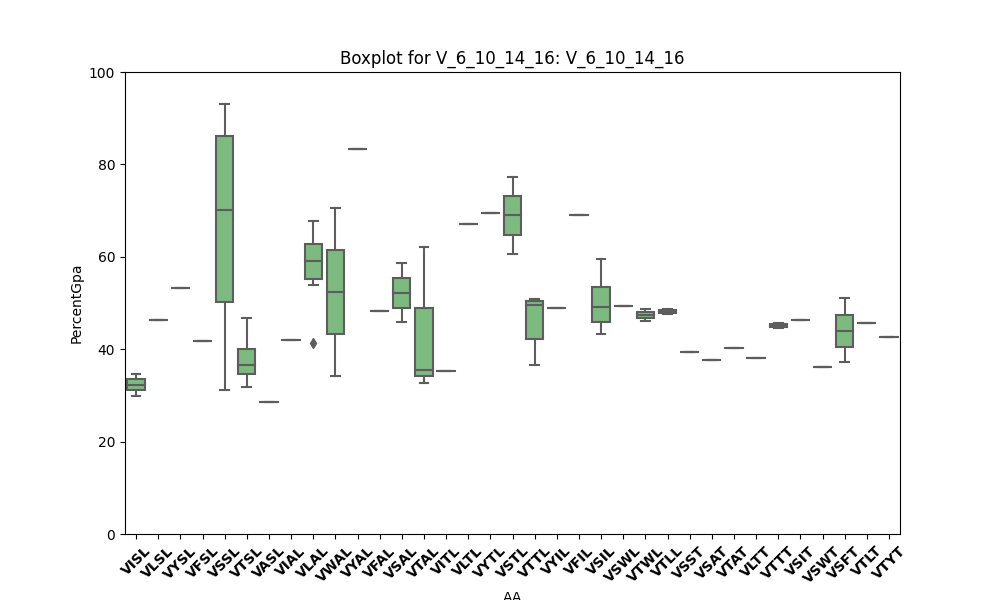 Boxplot for V_6_10_14_16: V_6_10_14_16
100
80
60
40
20
0
PercentGpa
VISL VLSL VYSL VFSL VSSL VTSL VASL VIAL VLAL VWAL VYAL VFAL VSAL VTAL VITL VLTL VYTL VSTL VTTL VYIL VFIL VSIL VSWL VTWL VTLL VSST VSAT VTAT VLTT VTTT VSIT VSWT VSFT VTLT VTYT
AA